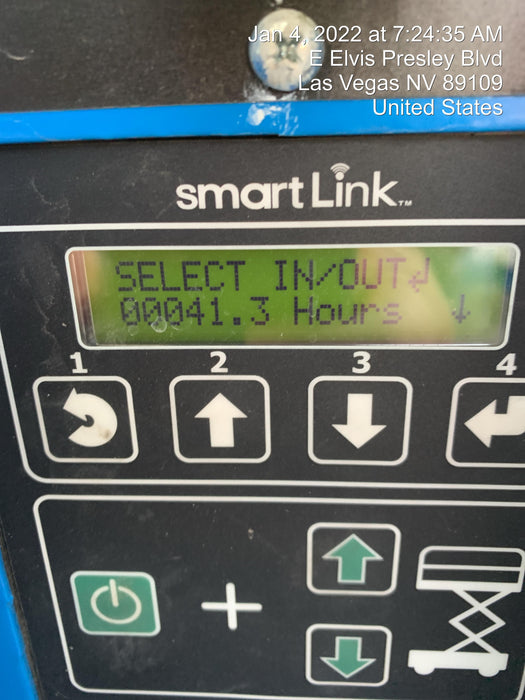 Jan 4, 2022 at 7:24:35 AM
E Elvis Presley Blvd
Las Vegas NV 89109
United States
smartLink™
SELECT IN/OUT↲
00041.3 Hours ↓
1 2 3 4
+